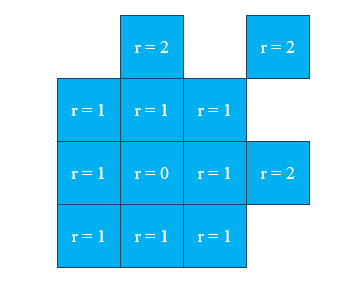 r = 2 r = 2
r = 1 r = 1 r = 1
r = 1 r = 0 r = 1 r = 2
r = 1 r = 1 r = 1